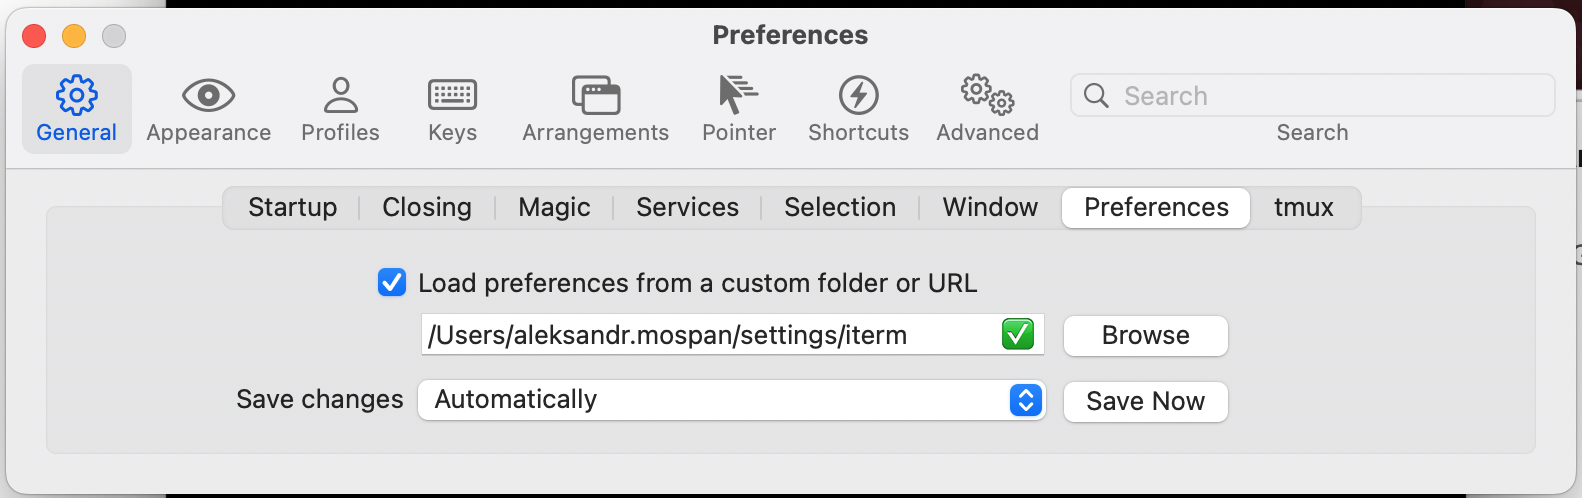 Preferences
General Appearance Profiles Keys Arrangements Pointer Shortcuts Advanced Search
Search
Startup Closing Magic Services Selection Window Preferences tmux
Load preferences from a custom folder or URL
/Users/aleksandr.mospan/settings/iterm Browse
Save changes Automatically Save Now